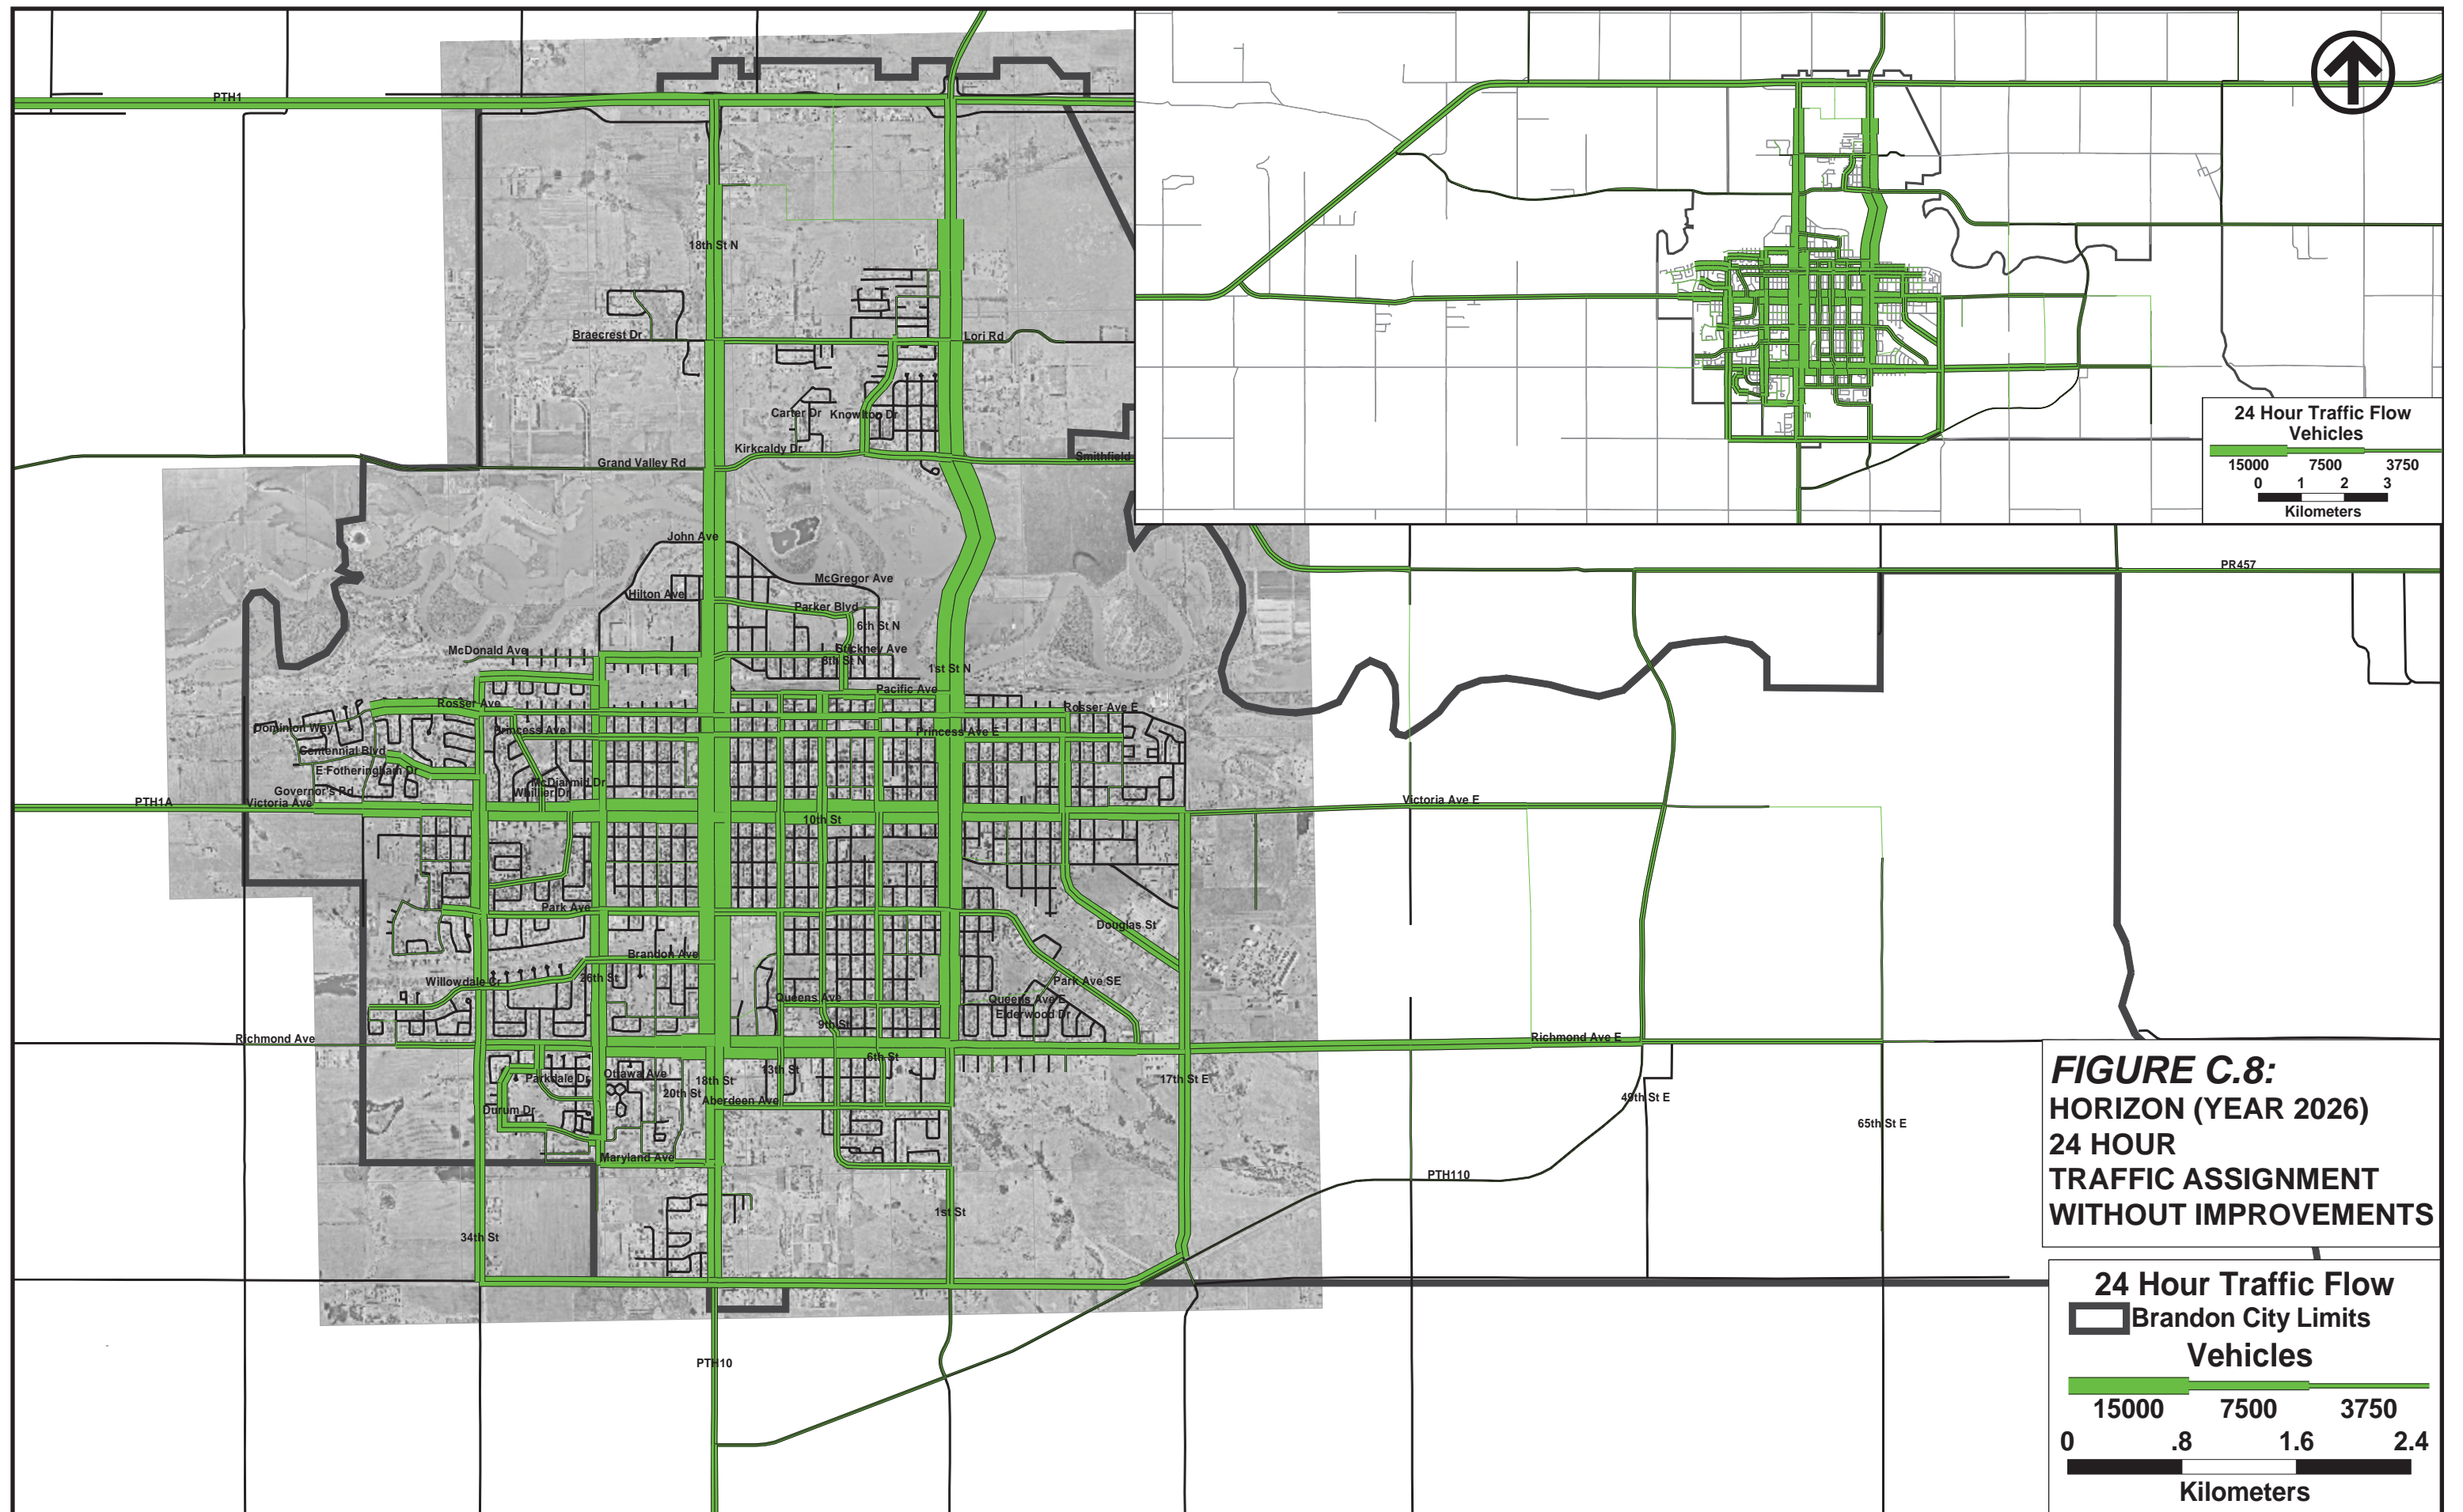 PTH1
24 Hour Traffic Flow
Vehicles
15000 7500 3750
0 1 2 3
Kilometers
18th St N
Braecrest Dr
Lori Rd
Carter Dr
Knowlton Dr
Kirkcaldy Dr
Grand Valley Rd
Smithfield
John Ave
PR457
McGregor Ave
Hilton Ave
Parker Blvd
6th St N
McDonald Ave
Stickney Ave
8th St N
1st St N
Pacific Ave
Rosser Ave
Rosser Ave E
Dominion Way
Princess Ave
Princess Ave E
Centennial Blvd
E Fotheringham Dr
McDiarmid Dr
Governor's Rd
Whillier Dr
PTH1A
Victoria Ave
Victoria Ave E
10th St
Park Ave
Douglas St
Brandon Ave
26th St
Willowdale Cr
Park Ave SE
Queens Ave
Queens Ave E
Elderwood Dr
9th St
Richmond Ave
Richmond Ave E
6th St
13th St
Ottawa Ave
Parkdale Dr
18th St
17th St E
20th St
Aberdeen Ave
49th St E
Durum Dr
65th St E
Maryland Ave
PTH110
1st St
34th St
PTH10
FIGURE C.8:
HORIZON (YEAR 2026)
24 HOUR
TRAFFIC ASSIGNMENT
WITHOUT IMPROVEMENTS
24 Hour Traffic Flow
Brandon City Limits
Vehicles
15000 7500 3750
0 .8 1.6 2.4
Kilometers